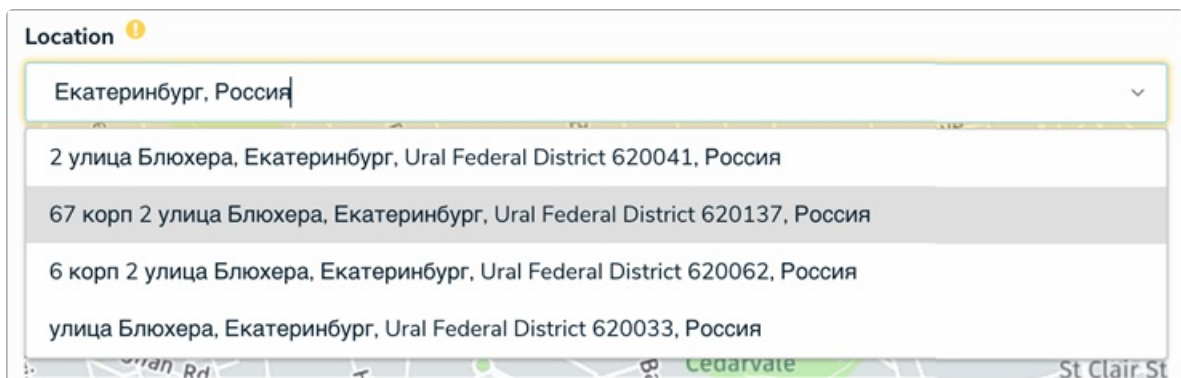 Location
Екатеринбург, Россия
2 улица Блюхера, Екатеринбург, Ural Federal District 620041, Россия
67 корп 2 улица Блюхера, Екатеринбург, Ural Federal District 620137, Россия
6 корп 2 улица Блюхера, Екатеринбург, Ural Federal District 620062, Россия
улица Блюхера, Екатеринбург, Ural Federal District 620033, Россия
Rd Cedarvale St Clair St